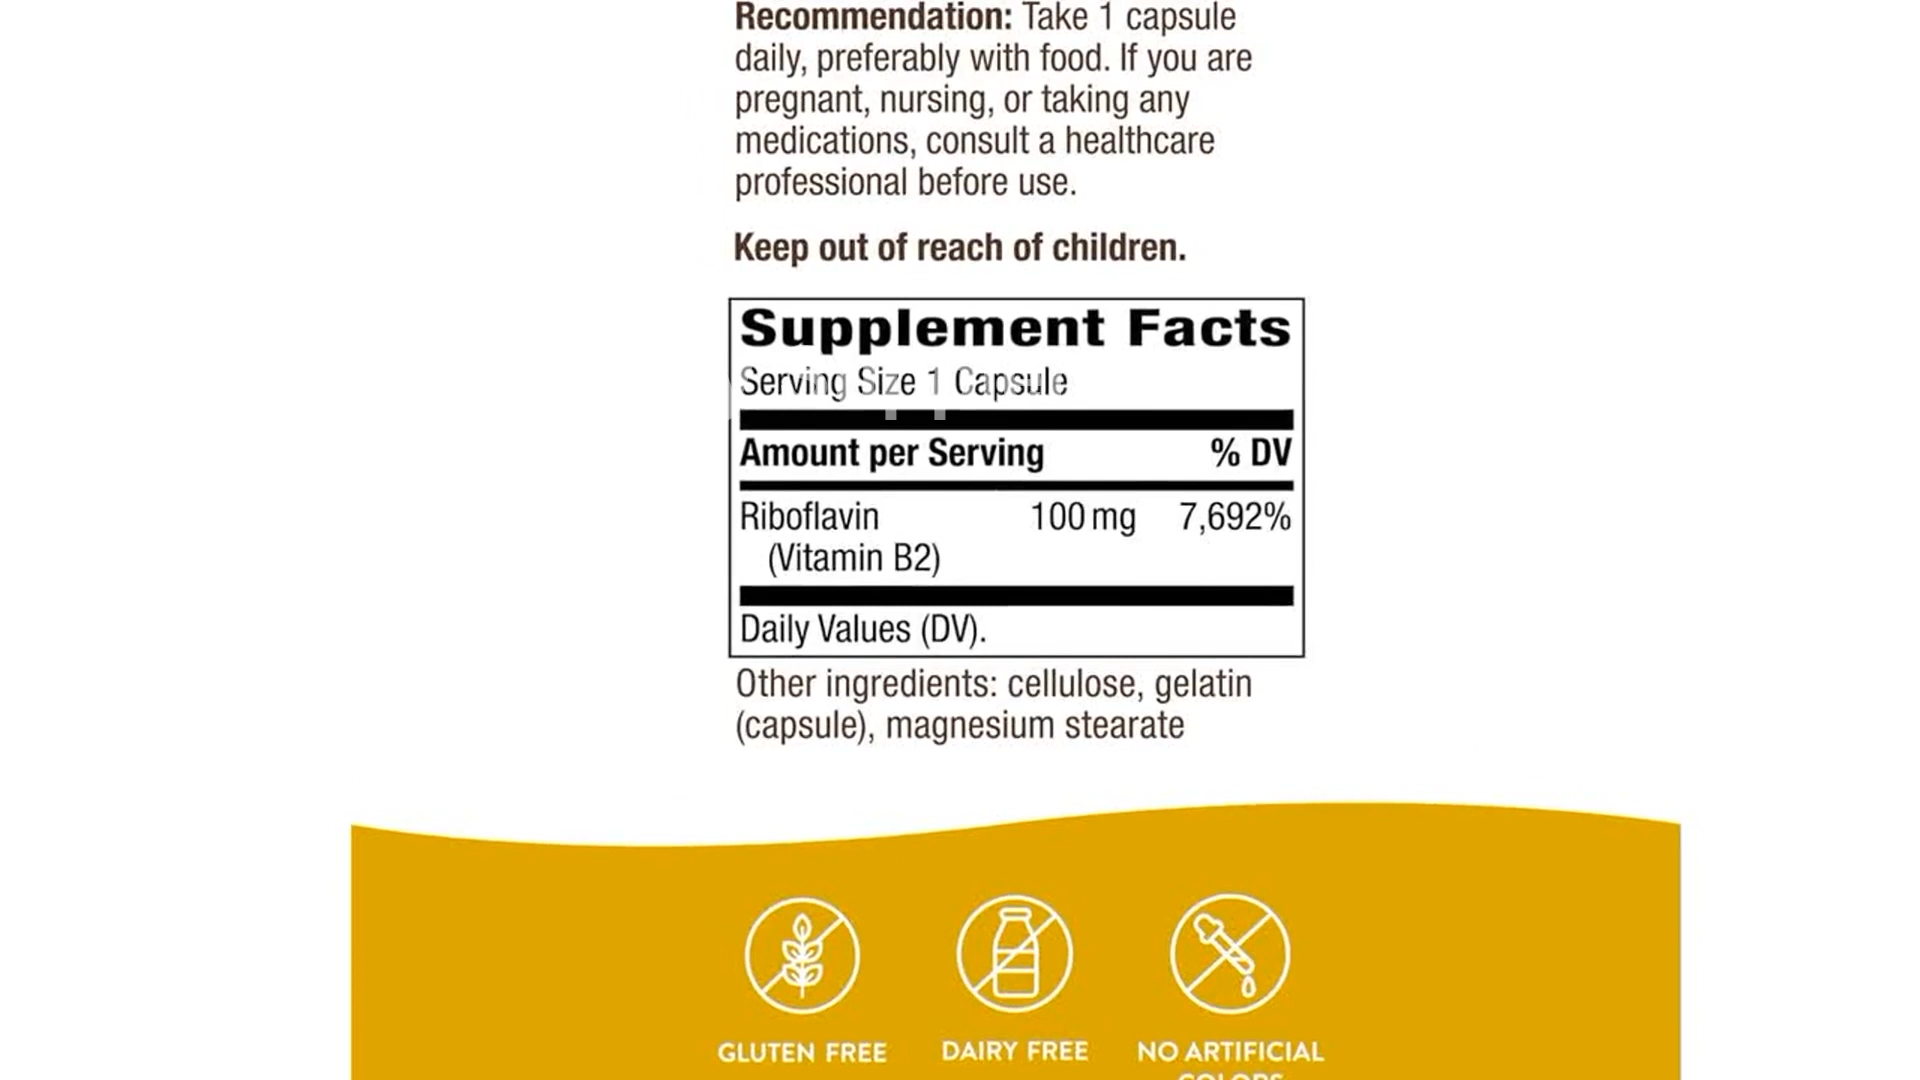 Recommendation: Take 1 capsule
daily, preferably with food. If you are
pregnant, nursing, or taking any
medications, consult a healthcare
professional before use.
Keep out of reach of children.
Supplement Facts
Serving Size 1 Capsule
Amount per Serving % DV
Riboflavin 100 mg 7,692%
(Vitamin B2)
Daily Values (DV).
Other ingredients: cellulose, gelatin
(capsule), magnesium stearate
GLUTEN FREE DAIRY FREE NO ARTIFICIAL
COLORS